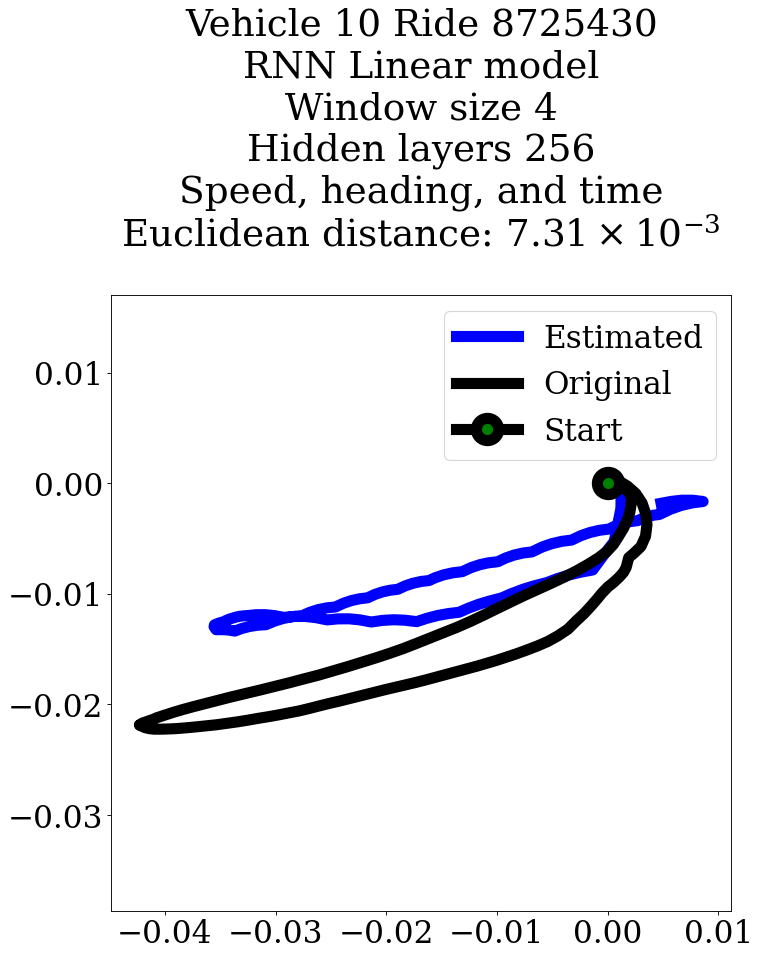 Vehicle 10 Ride 8725430
RNN Linear model
Window size 4
Hidden layers 256
Speed, heading, and time
Euclidean distance: 7.31 × 10⁻³
Estimated
Original
Start
0.01
0.00
−0.01
−0.02
−0.03
−0.04 −0.03 −0.02 −0.01 0.00 0.01